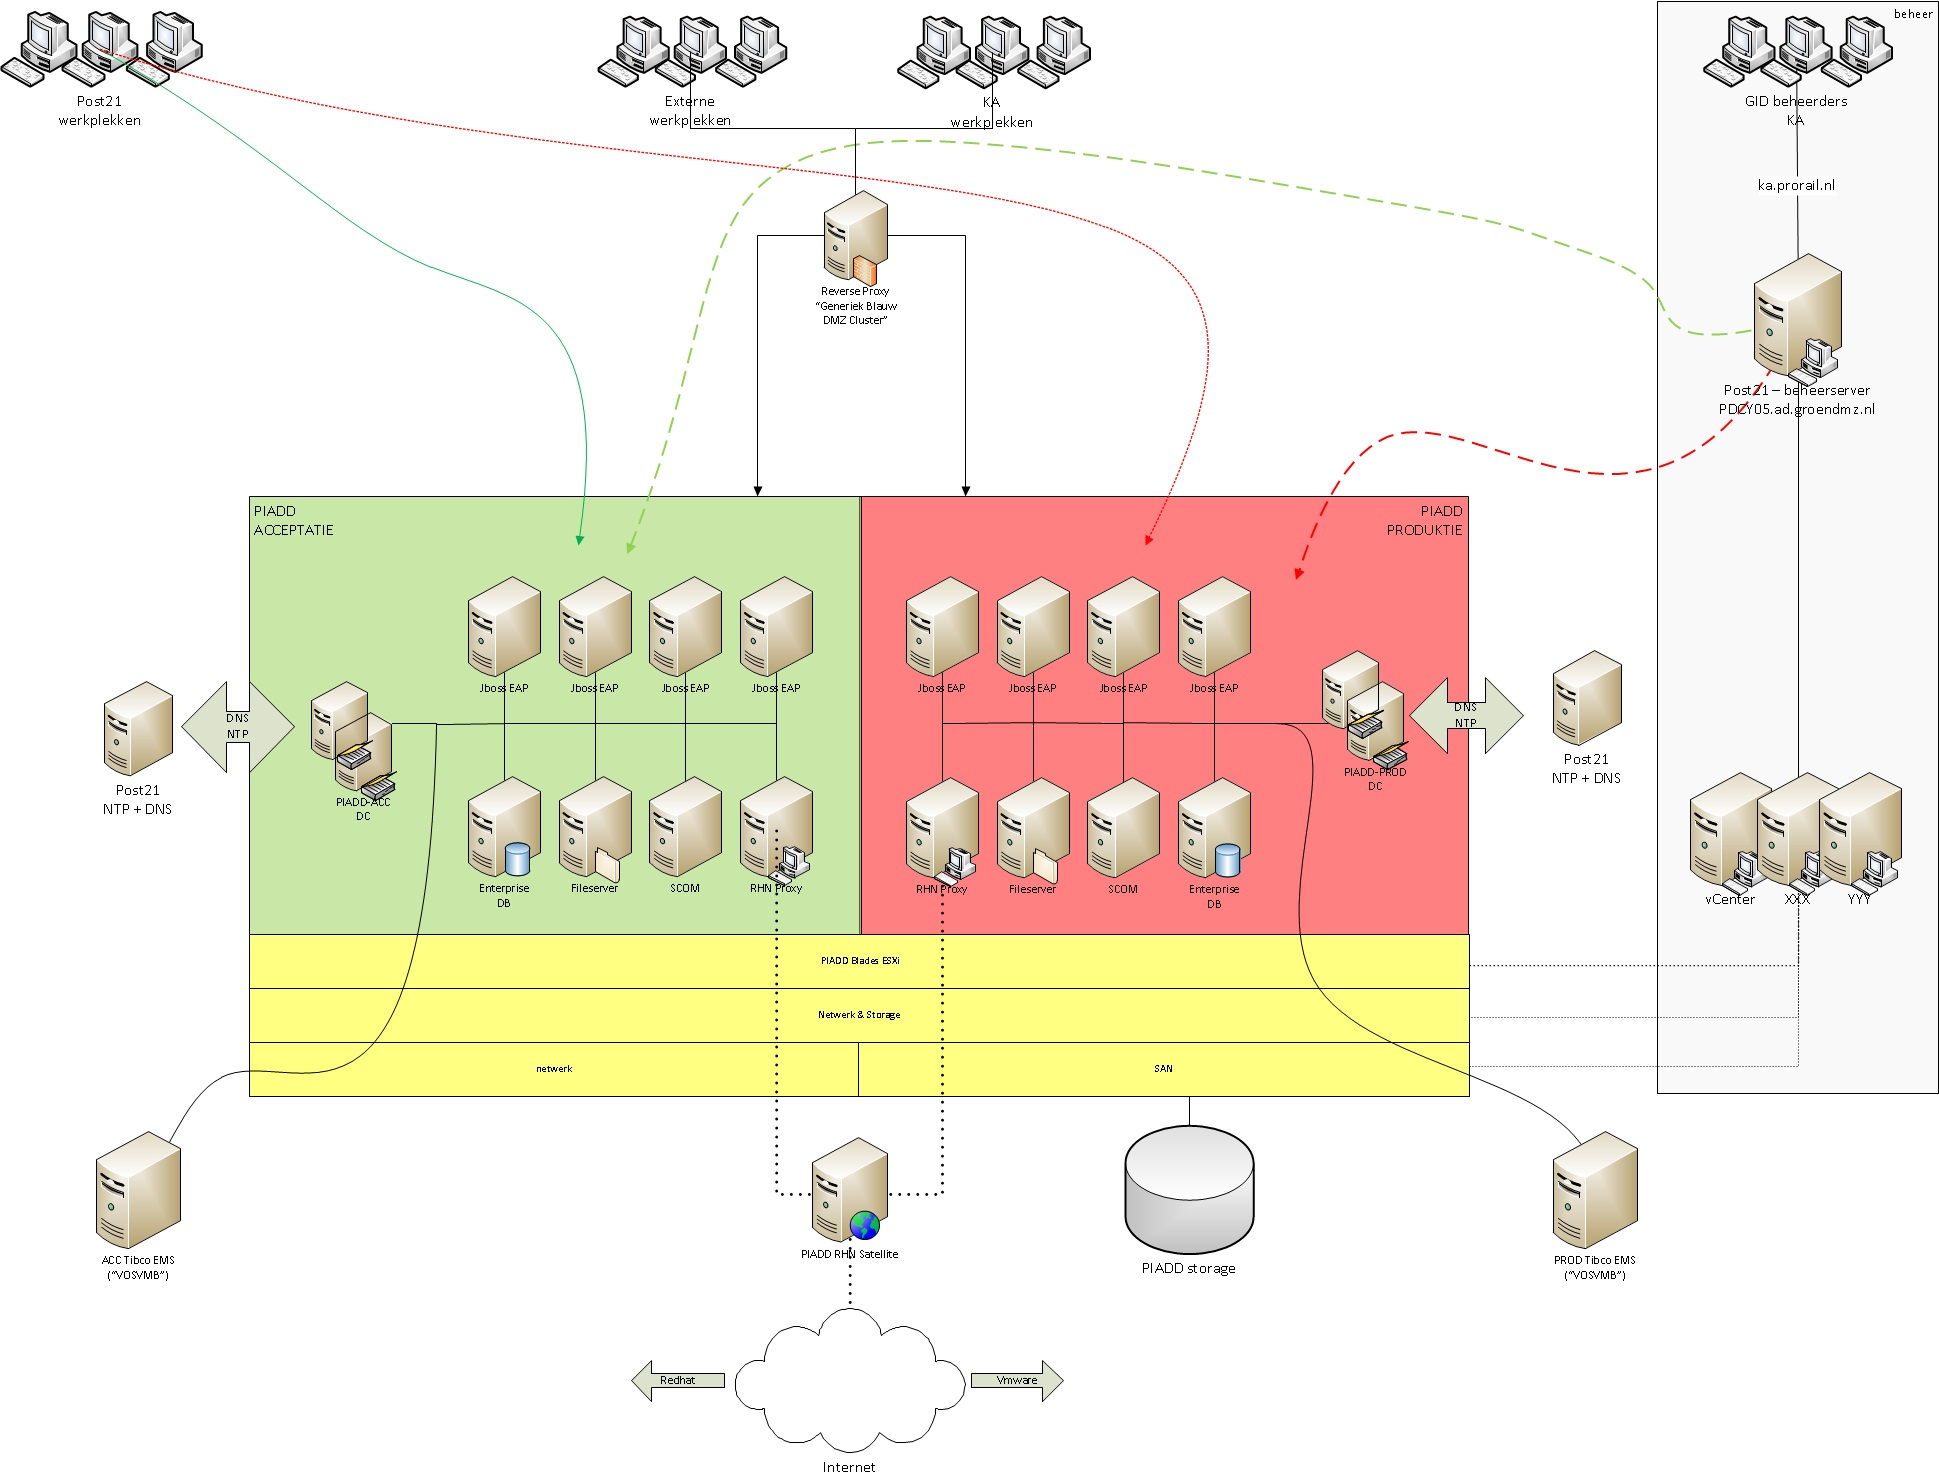 beheer
Post21
werkplekken
Externe
werkplekken
KA
werkplekken
GID beheerders
KA
ka.prorail.nl
Reverse Proxy
“Generiek Blauw
DMZ Cluster”
Post21 – beheerserver
PDCY05.ad.groendmz.nl
PIADD
ACCEPTATIE
PIADD
PRODUKTIE
Jboss EAP
Jboss EAP
Jboss EAP
Jboss EAP
Jboss EAP
Jboss EAP
Jboss EAP
Jboss EAP
DNS
NTP
DNS
NTP
Post21
NTP + DNS
PIADD-ACC
DC
PIADD-PROD
DC
Post21
NTP + DNS
Enterprise
DB
Fileserver
SCOM
RHN Proxy
RHN Proxy
Fileserver
SCOM
Enterprise
DB
vCenter
XXX
YYY
PIADD Blades ESXi
Netwerk & Storage
netwerk
SAN
ACC Tibco EMS
(“VOSVMB”)
PIADD RHN Satellite
PIADD storage
PROD Tibco EMS
(“VOSVMB”)
Redhat
Vmware
Internet